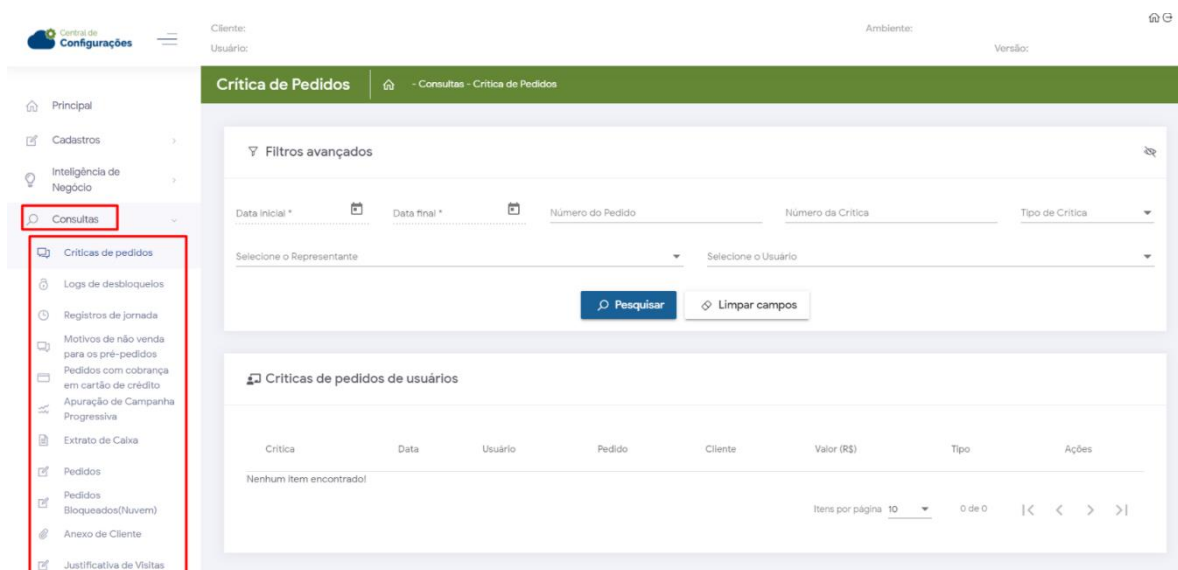 Central de
Configurações
Cliente:
Ambiente:
Usuário:
Versão:
Crítica de Pedidos
- Consultas - Crítica de Pedidos
Principal
Cadastros
Inteligência de
Negócio
Consultas
Críticas de pedidos
Logs de desbloqueios
Registros de jornada
Motivos de não venda
para os pré-pedidos
Pedidos com cobrança
em cartão de crédito
Apuração de Campanha
Progressiva
Extrato de Caixa
Pedidos
Pedidos
Bloqueados(Nuvem)
Anexo de Cliente
Justificativa de Visitas
Filtros avançados
Data inicial * Data final * Número do Pedido Número da Crítica Tipo de Crítica
Selecione o Representante Selecione o Usuário
Pesquisar Limpar campos
Críticas de pedidos de usuários
Crítica Data Usuário Pedido Cliente Valor (R$) Tipo Ações
Nenhum item encontrado!
Itens por página 10 0 de 0